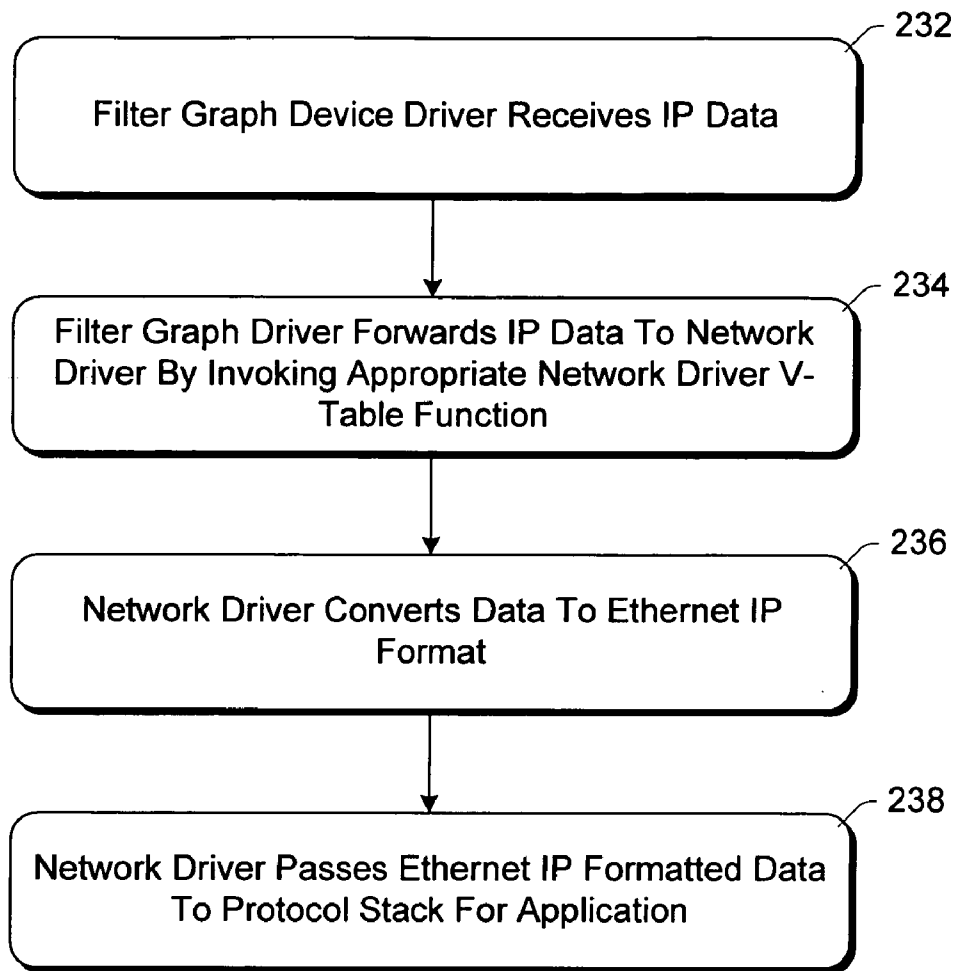 232
Filter Graph Device Driver Receives IP Data
234
Filter Graph Driver Forwards IP Data To Network
Driver By Invoking Appropriate Network Driver V-
Table Function
236
Network Driver Converts Data To Ethernet IP
Format
238
Network Driver Passes Ethernet IP Formatted Data
To Protocol Stack For Application